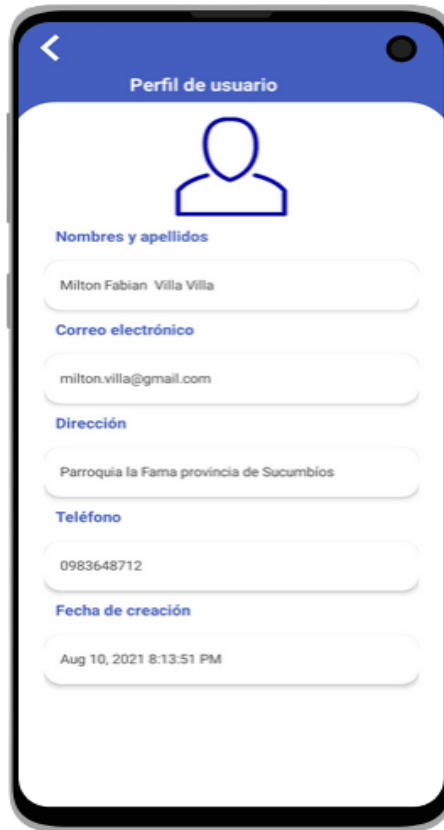 Perfil de usuario
Nombres y apellidos
Milton Fabian Villa Villa
Correo electrónico
milton.villa@gmail.com
Dirección
Parroquia la Fama provincia de Sucumbíos
Teléfono
0983648712
Fecha de creación
Aug 10, 2021 8:13:51 PM